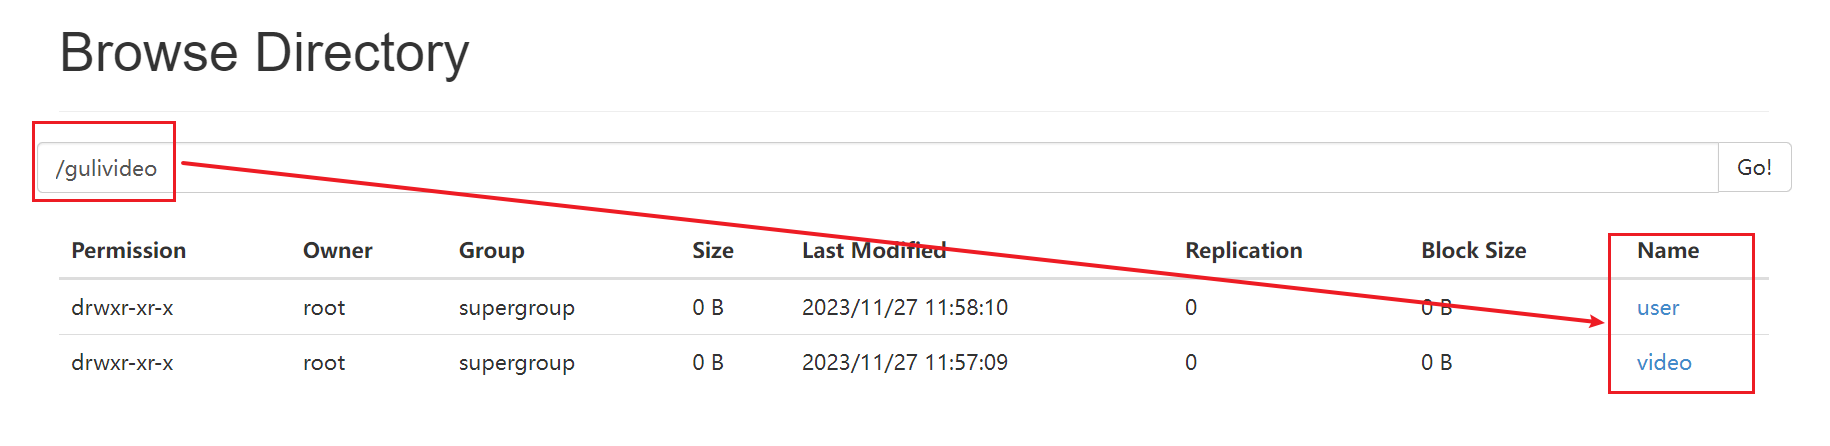 Browse Directory
/gulivideo Go!
Permission Owner Group Size Last Modified Replication Block Size Name
drwxr-xr-x root supergroup 0 B 2023/11/27 11:58:10 0 0 B user
drwxr-xr-x root supergroup 0 B 2023/11/27 11:57:09 0 0 B video